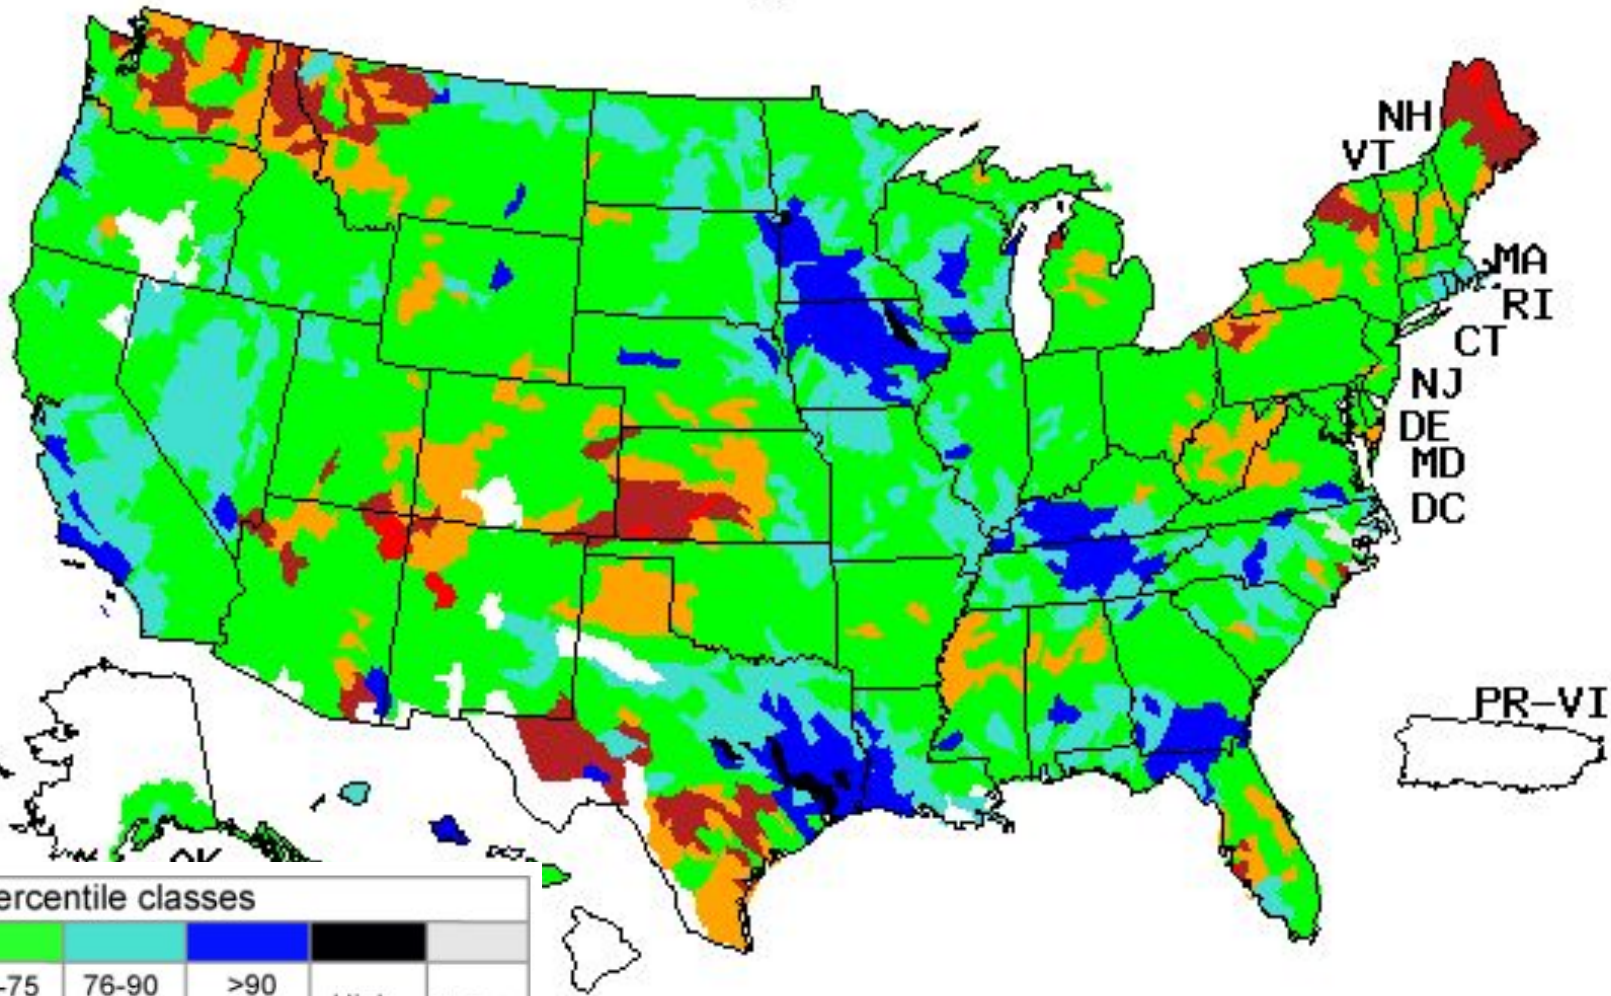 NH
VT
MA
RI
CT
NJ
DE
MD
DC
PR-VI
ercentile classes
-75 76-90 >90